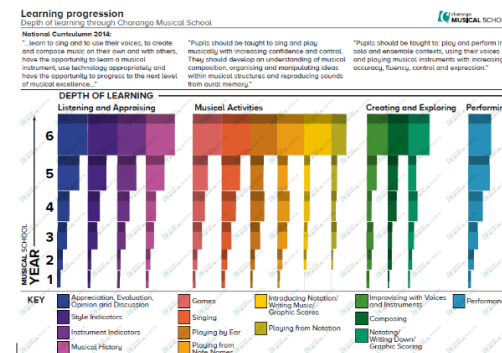 Learning progression
Depth of learning through Charanga Musical School
charanga
MUSICAL SCHOOL
National Curriculumn 2014:
"...learn to sing and to use their voices, to create
and compose music on their own and with others,
have the opportunity to learn a musical
instrument, use technology appropriately and
have the opportunity to progress to the next level
of musical excellence..."
"Pupils should be taught to sing and play
musically with increasing confidence and control.
They should develop an understanding of musical
composition, organising and manipulating ideas
within musical structures and reproducing sounds
from aural memory."
"Pupils should be taught to: play and perform in
solo and ensemble contexts, using their voices
and playing musical instruments with increasing
accuracy, fluency, control and expression."
DEPTH OF LEARNING
Listening and Appraising
Musical Activities
Creating and Exploring
Performin
6
5
4
3
2
1
MUSICAL SCHOOL
YEAR
KEY
Appreciation, Evaluation,
Opinion and Discussion
Style Indicators
Instrument Indicators
Musical History
Games
Singing
Playing by Ear
Playing from
Note Names
Introducing Notation/
Writing Music/
Graphic Scores
Playing from Notation
Improvising with Voices
and Instruments
Composing
Notating/
Writing Down/
Graphic Scoring
Performanc